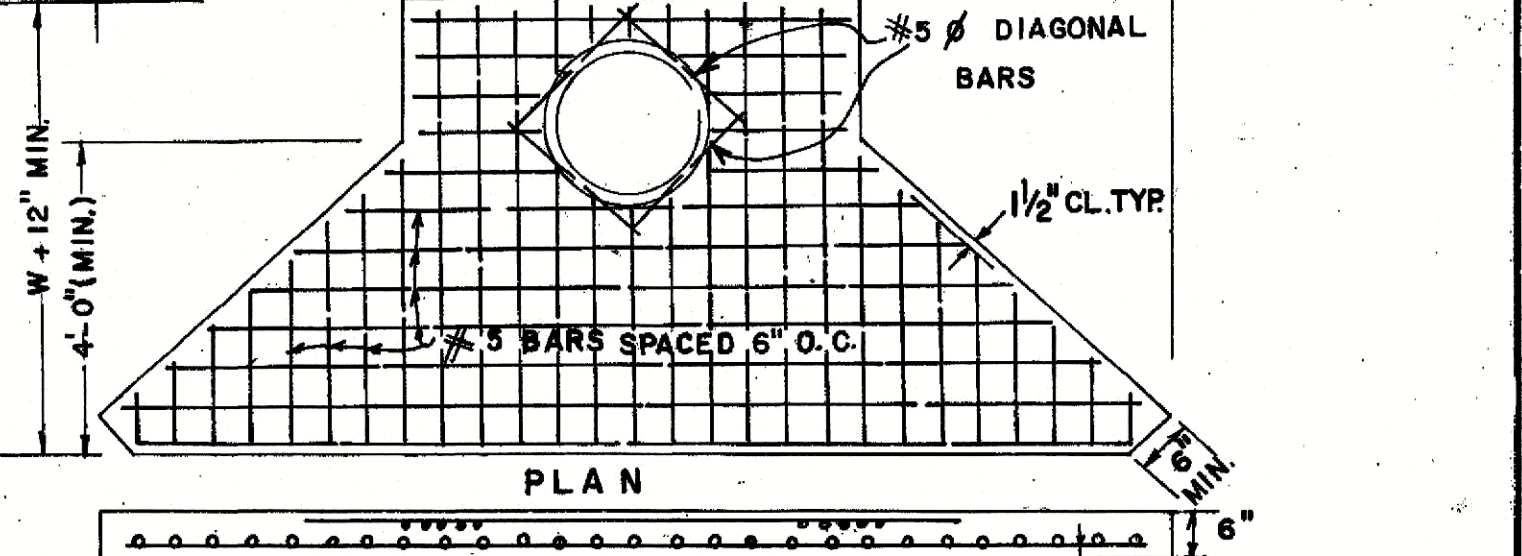 #5 ⌀ DIAGONAL
BARS
W + 12" MIN.
4'-0" (MIN.)
1½" CL. TYP.
# 5 BARS SPACED 6" O.C.
6"
MIN.
PLAN
6"